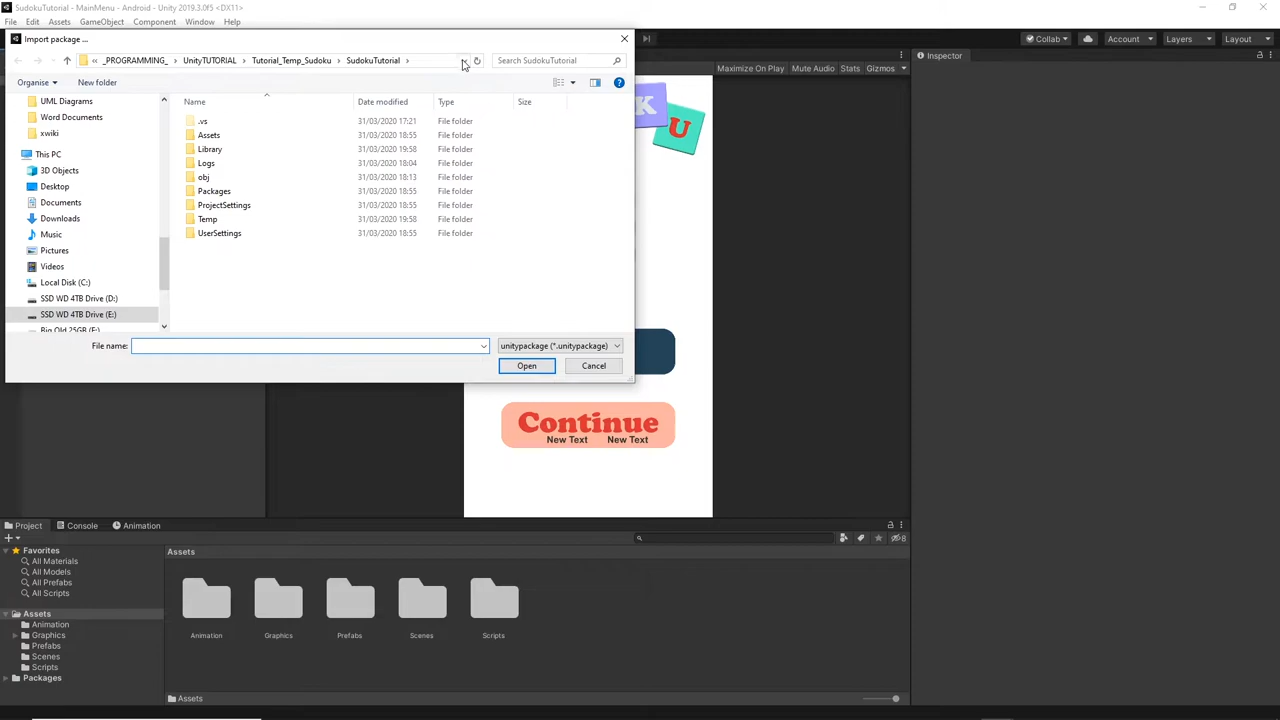 SudokuTutorial - MainMenu - Android - Unity 2019.3.0f5 <DX11>
File Edit Assets GameObject Component Window Help
Import package ...
Collab Account Layers Layout
« _PROGRAMMING_ › UnityTUTORIAL › Tutorial_Temp_Sudoku › SudokuTutorial ›
Search SudokuTutorial
Inspector
Maximize On Play Mute Audio Stats Gizmos
Organise New folder
Name Date modified Type Size
UML Diagrams
Word Documents
xwiki
This PC
3D Objects
Desktop
Documents
Downloads
Music
Pictures
Videos
Local Disk (C:)
SSD WD 4TB Drive (D:)
SSD WD 4TB Drive (E:)
Big Old 25GB (F:)
.vs 31/03/2020 17:21 File folder
Assets 31/03/2020 18:55 File folder
Library 31/03/2020 19:58 File folder
Logs 31/03/2020 18:04 File folder
obj 31/03/2020 18:13 File folder
Packages 31/03/2020 18:55 File folder
ProjectSettings 31/03/2020 18:55 File folder
Temp 31/03/2020 19:58 File folder
UserSettings 31/03/2020 18:55 File folder
K
U
File name: unitypackage (*.unitypackage)
Open Cancel
Continue
New Text New Text
Project Console Animation
8
Favorites
All Materials
All Models
All Prefabs
All Scripts
Assets
Animation
Graphics
Prefabs
Scenes
Scripts
Packages
Assets
Animation Graphics Prefabs Scenes Scripts
Assets